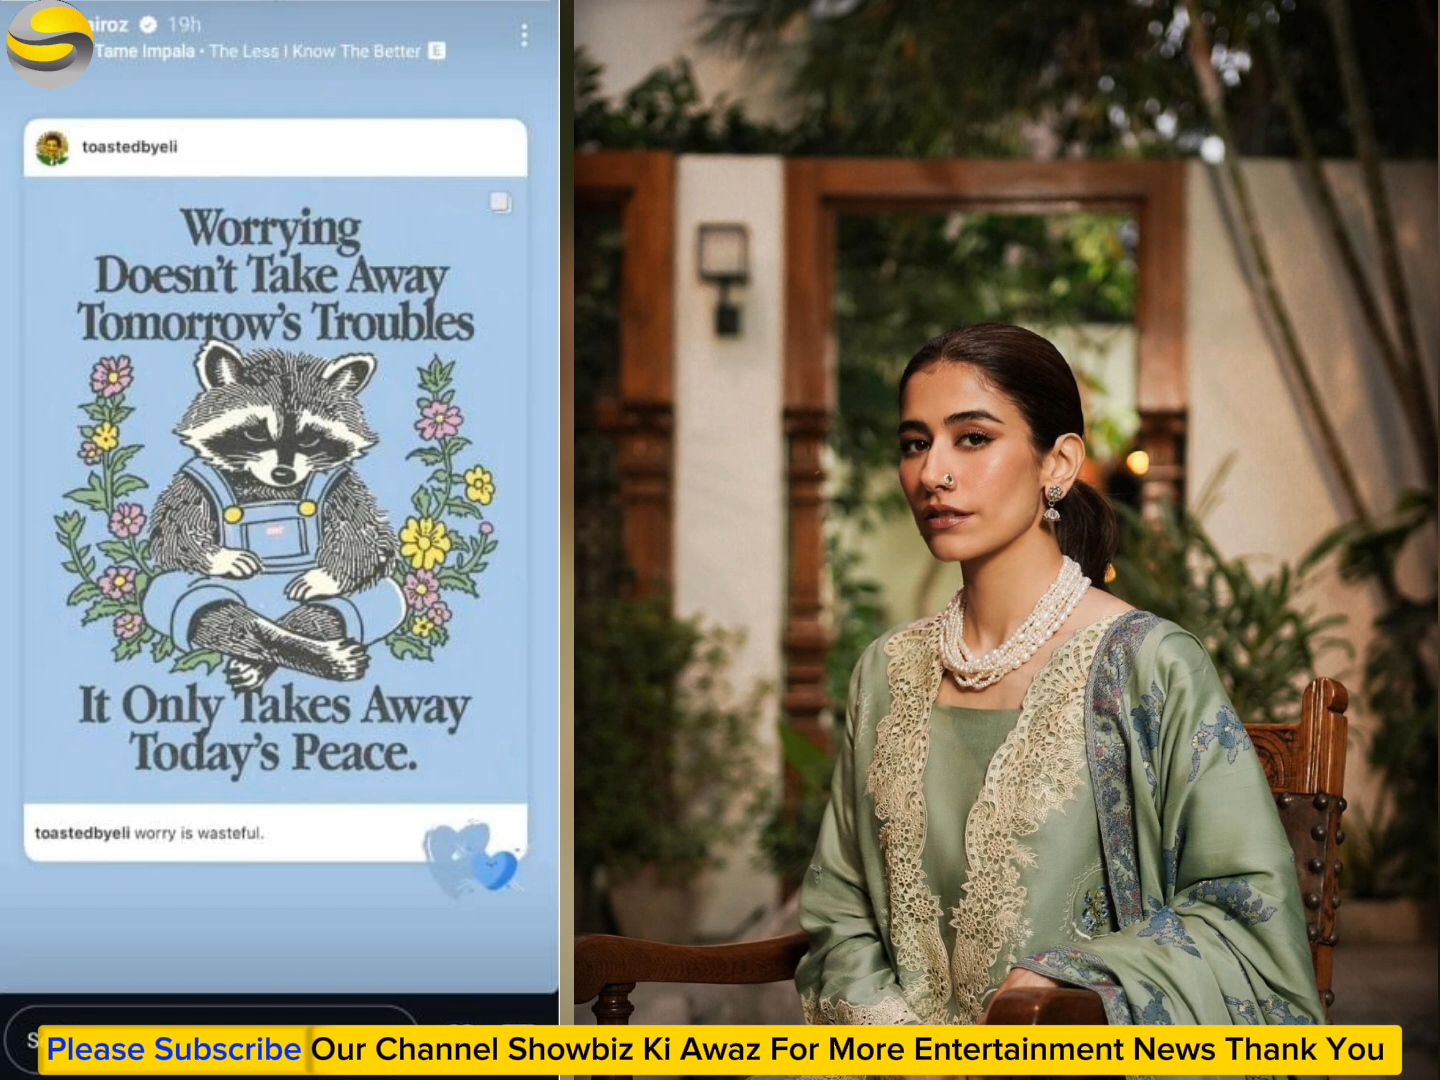 19h
Tame Impala • The Less I Know The Better E
toastedbyeli
Worrying
Doesn't Take Away
Tomorrow's Troubles
It Only Takes Away
Today's Peace.
toastedbyeli worry is wasteful.
Please Subscribe Our Channel Showbiz Ki Awaz For More Entertainment News Thank You